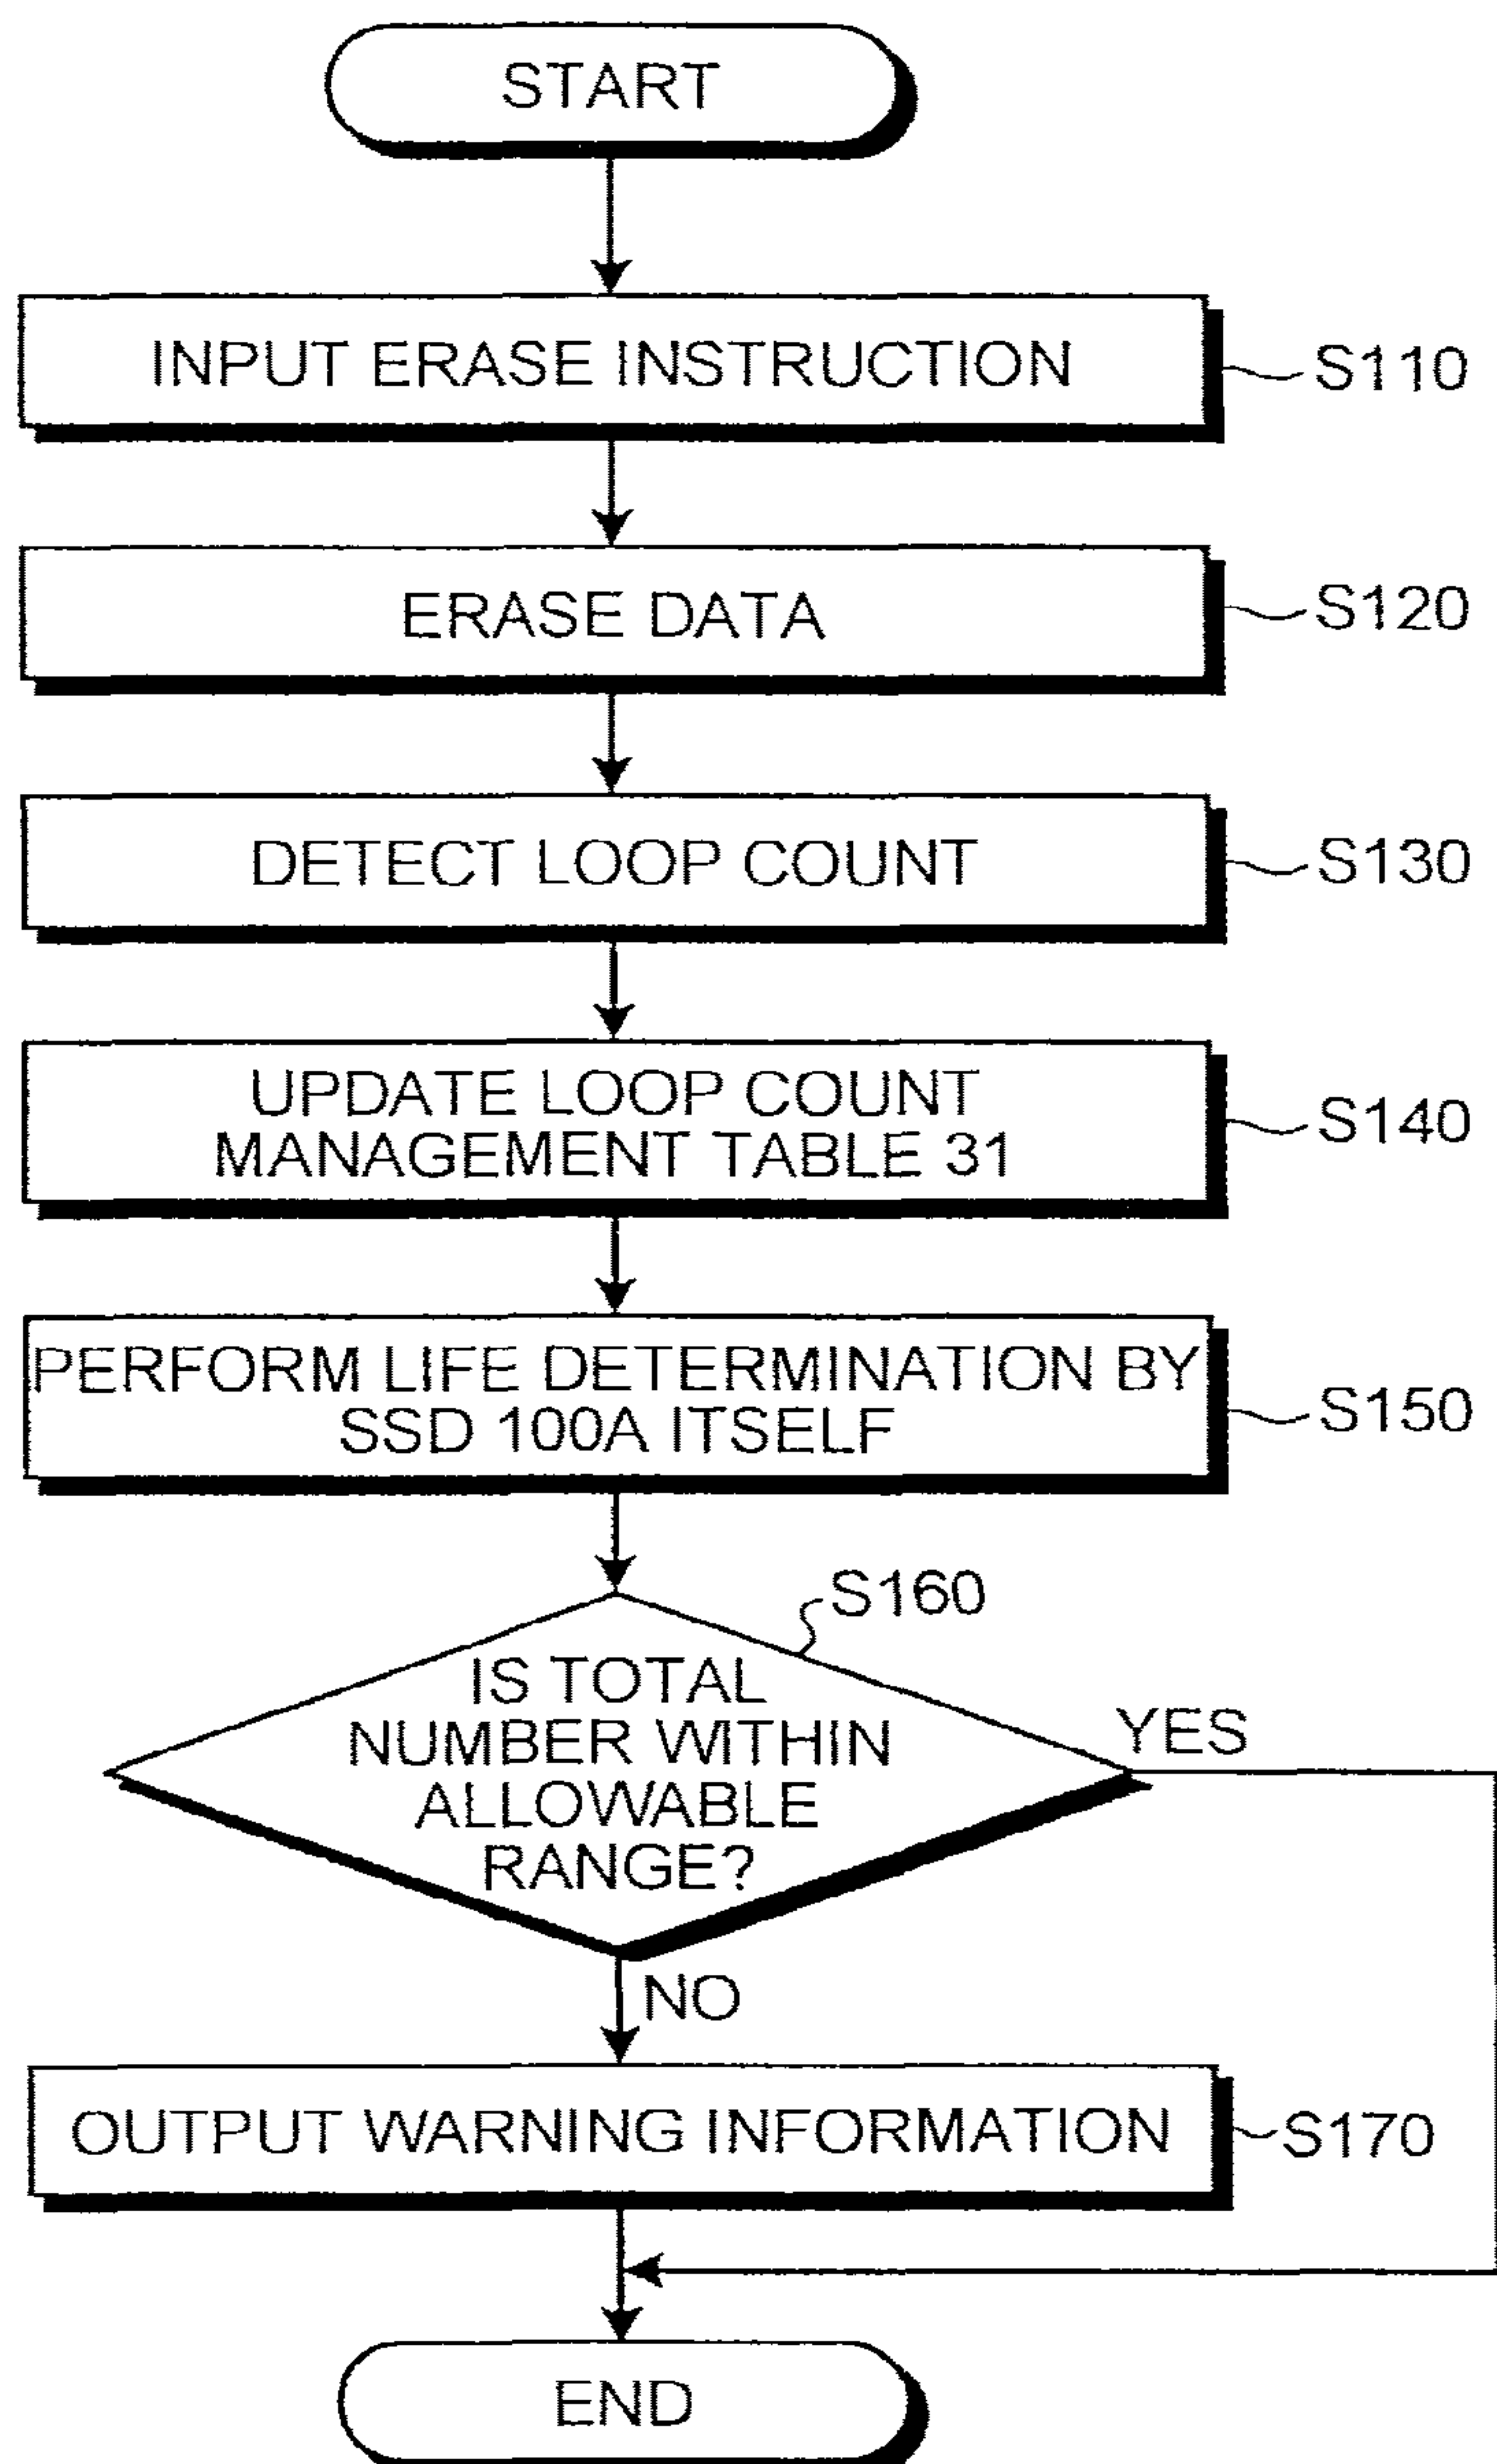 START
INPUT ERASE INSTRUCTION
S110
ERASE DATA
S120
DETECT LOOP COUNT
S130
UPDATE LOOP COUNT
MANAGEMENT TABLE 31
S140
PERFORM LIFE DETERMINATION BY
SSD 100A ITSELF
S150
S160
IS TOTAL
NUMBER WITHIN
ALLOWABLE
RANGE?
YES
NO
OUTPUT WARNING INFORMATION
S170
END